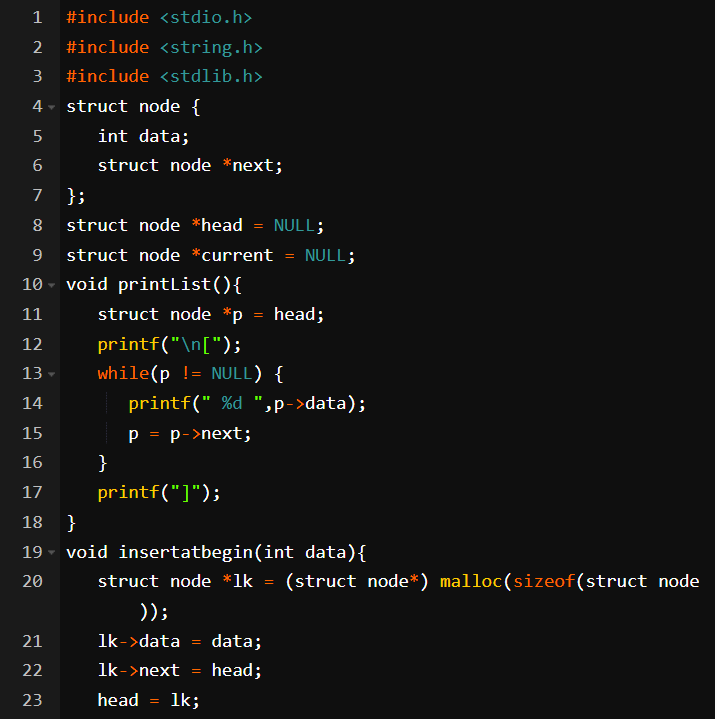 1 #include <stdio.h>
2 #include <string.h>
3 #include <stdlib.h>
4 struct node {
5    int data;
6    struct node *next;
7 };
8 struct node *head = NULL;
9 struct node *current = NULL;
10 void printList(){
11    struct node *p = head;
12    printf("\n[");
13    while(p != NULL) {
14       printf(" %d ",p->data);
15       p = p->next;
16    }
17    printf("]");
18 }
19 void insertatbegin(int data){
20    struct node *lk = (struct node*) malloc(sizeof(struct node
        ));
21    lk->data = data;
22    lk->next = head;
23    head = lk;